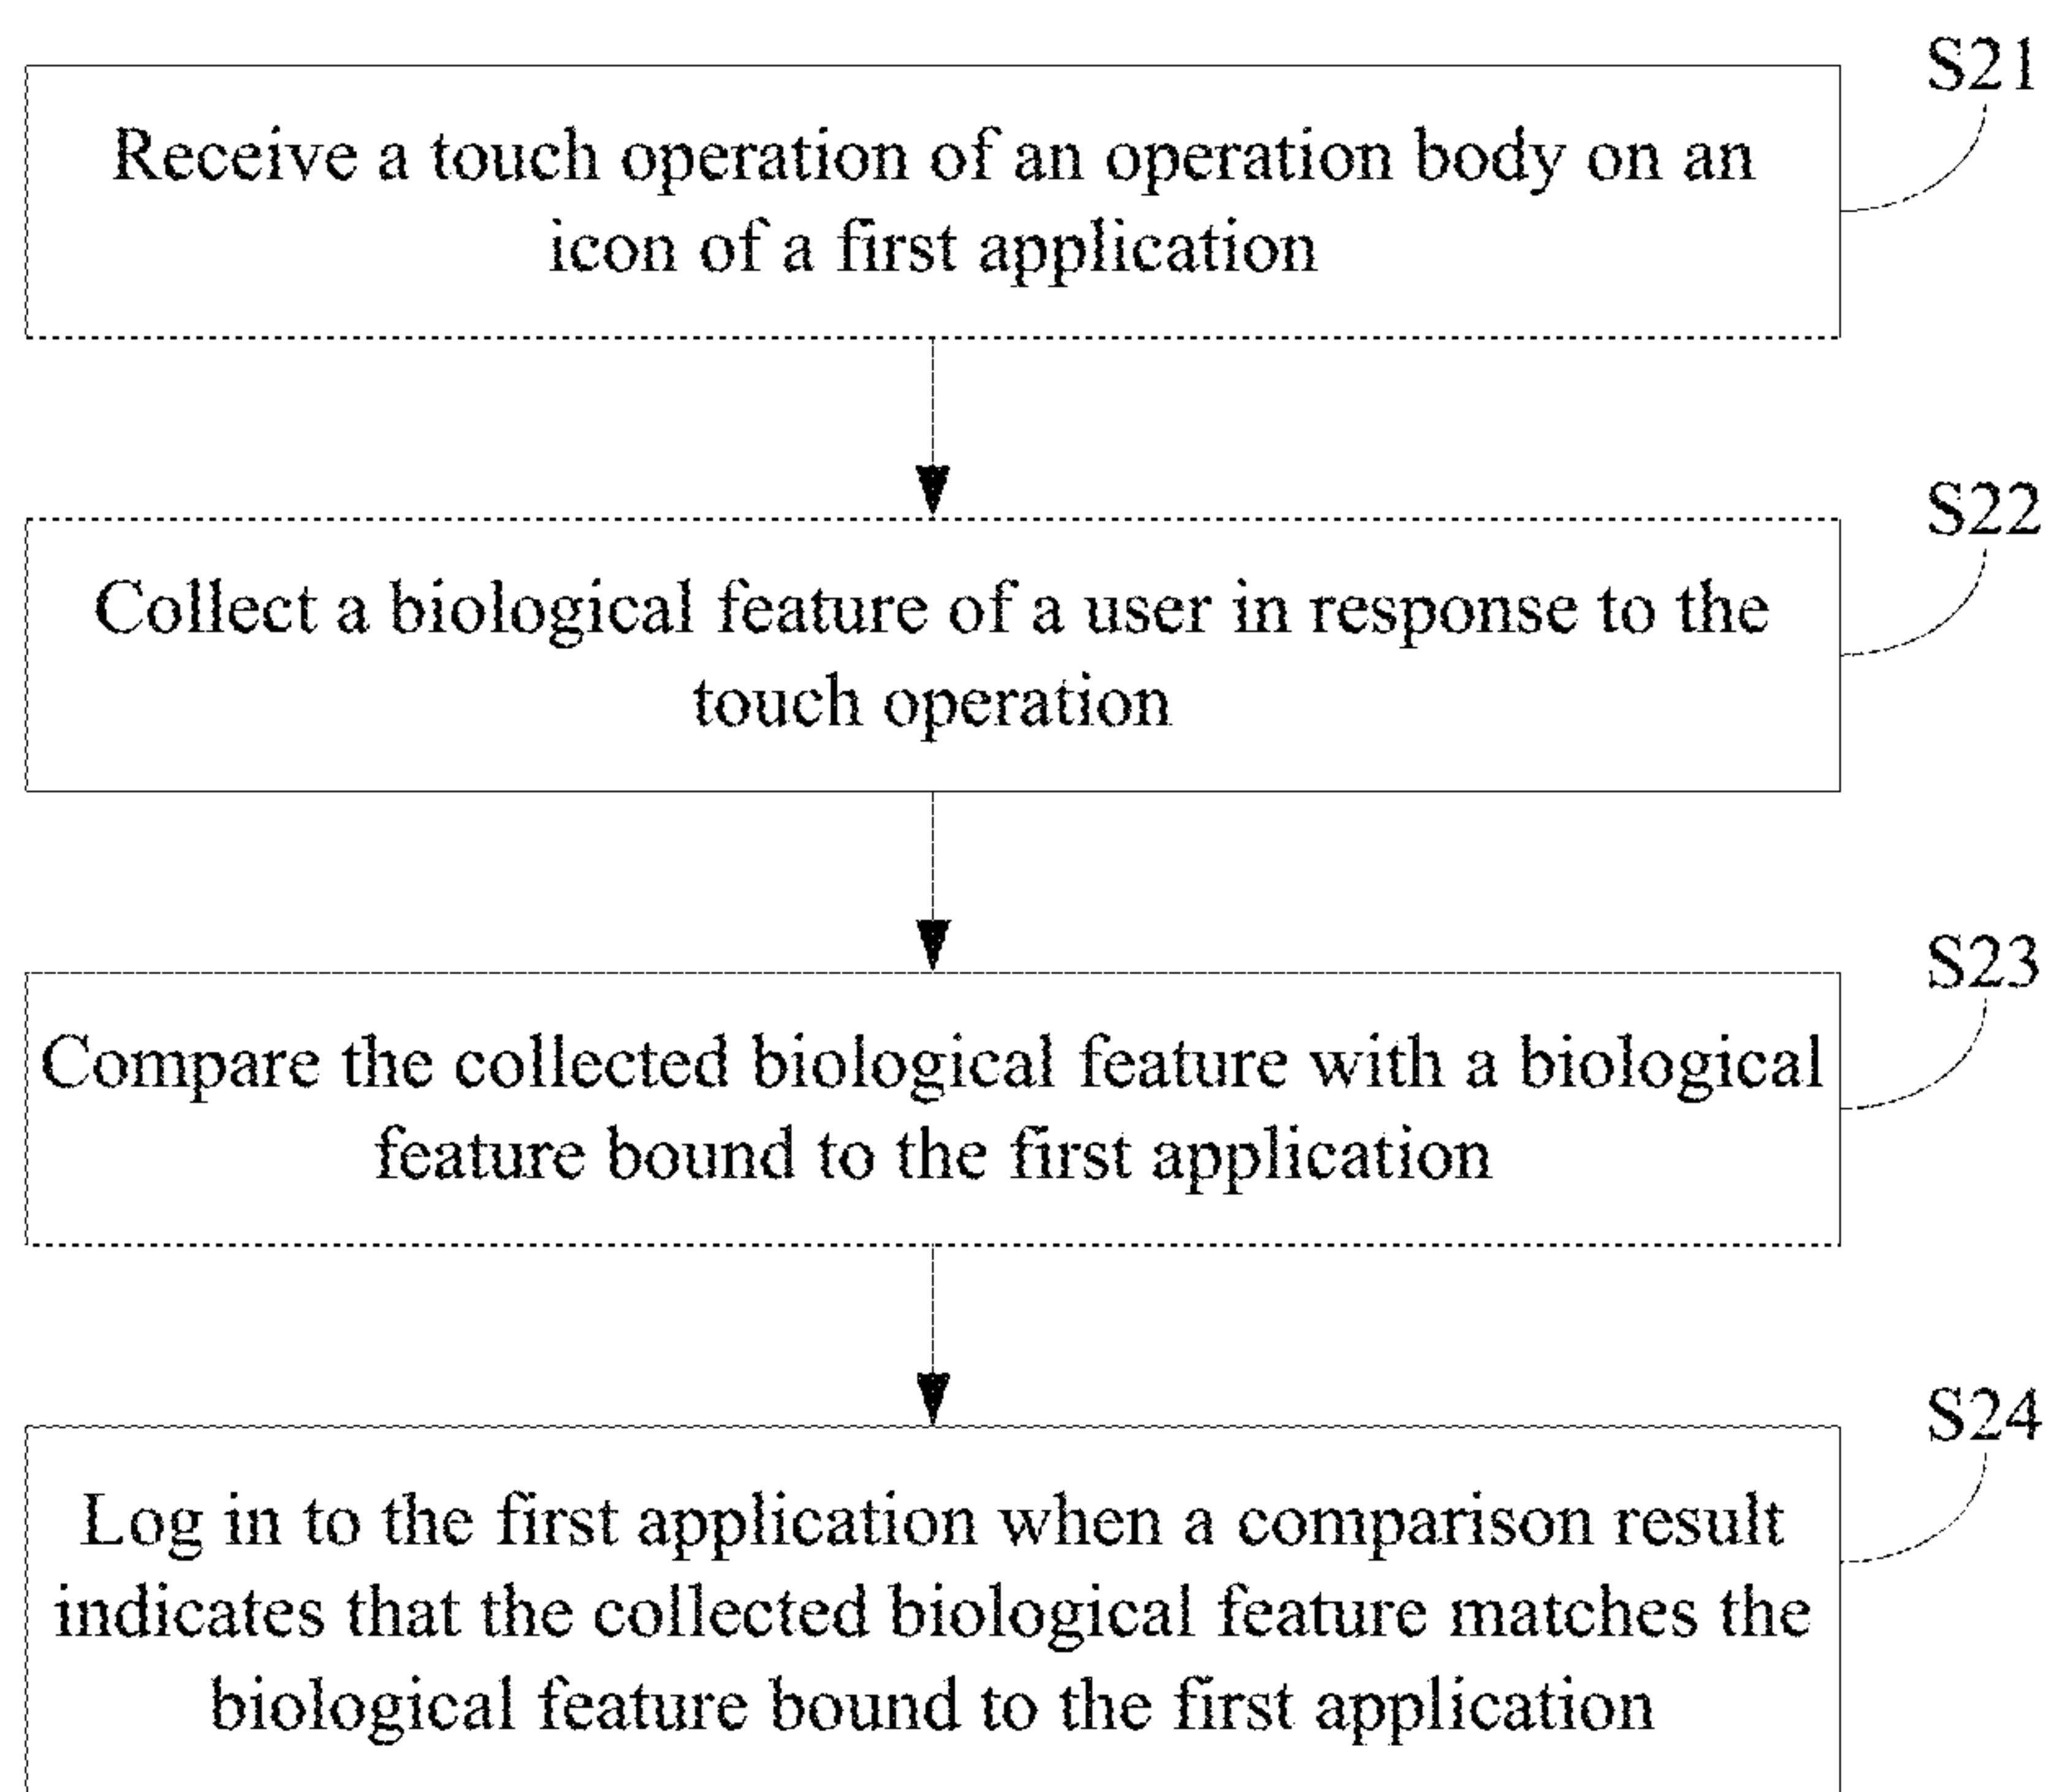 S21
Receive a touch operation of an operation body on an
icon of a first application
S22
Collect a biological feature of a user in response to the
touch operation
S23
Compare the collected biological feature with a biological
feature bound to the first application
S24
Log in to the first application when a comparison result
indicates that the collected biological feature matches the
biological feature bound to the first application